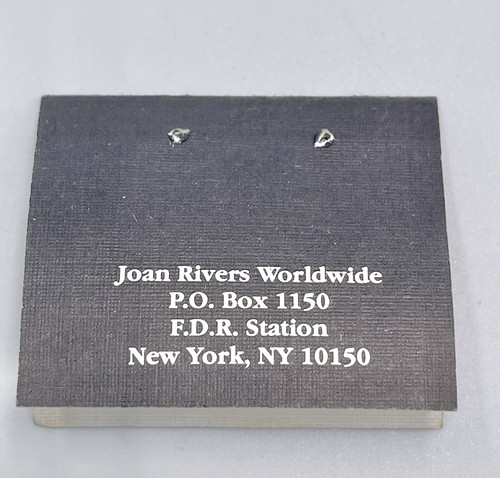 Joan Rivers Worldwide
P.O. Box 1150
F.D.R. Station
New York, NY 10150